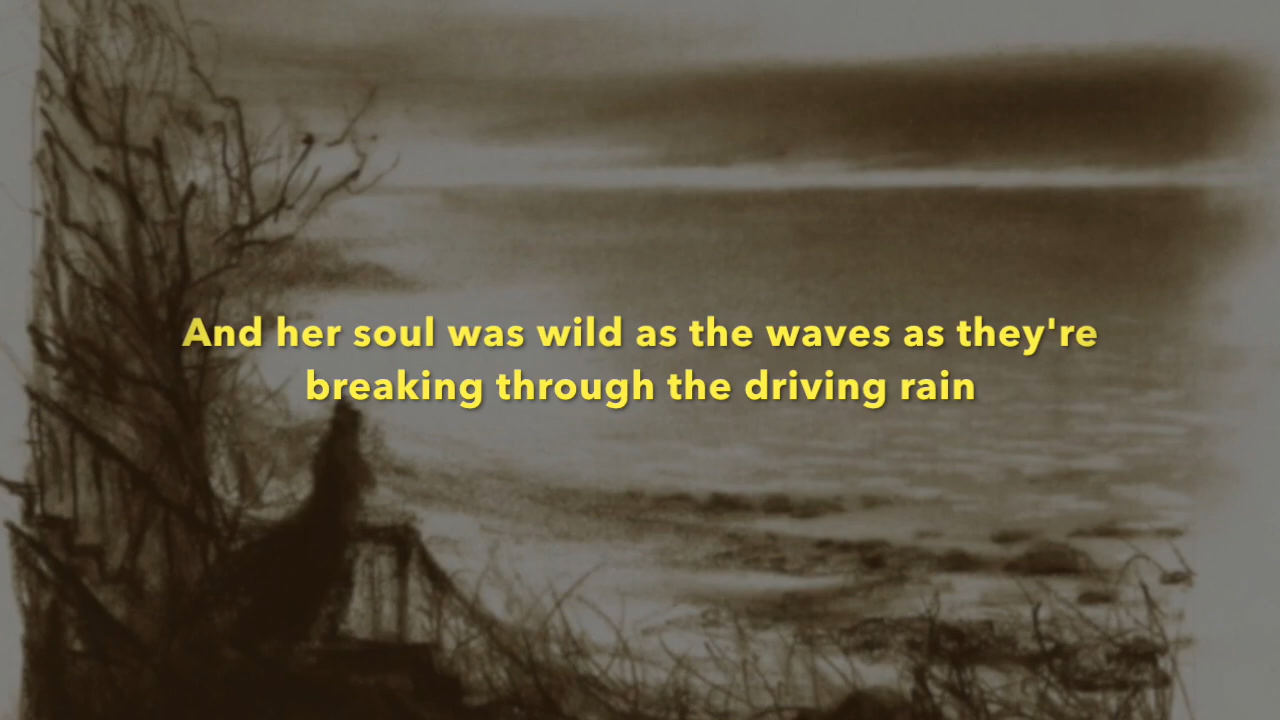 And her soul was wild as the waves as they're
breaking through the driving rain